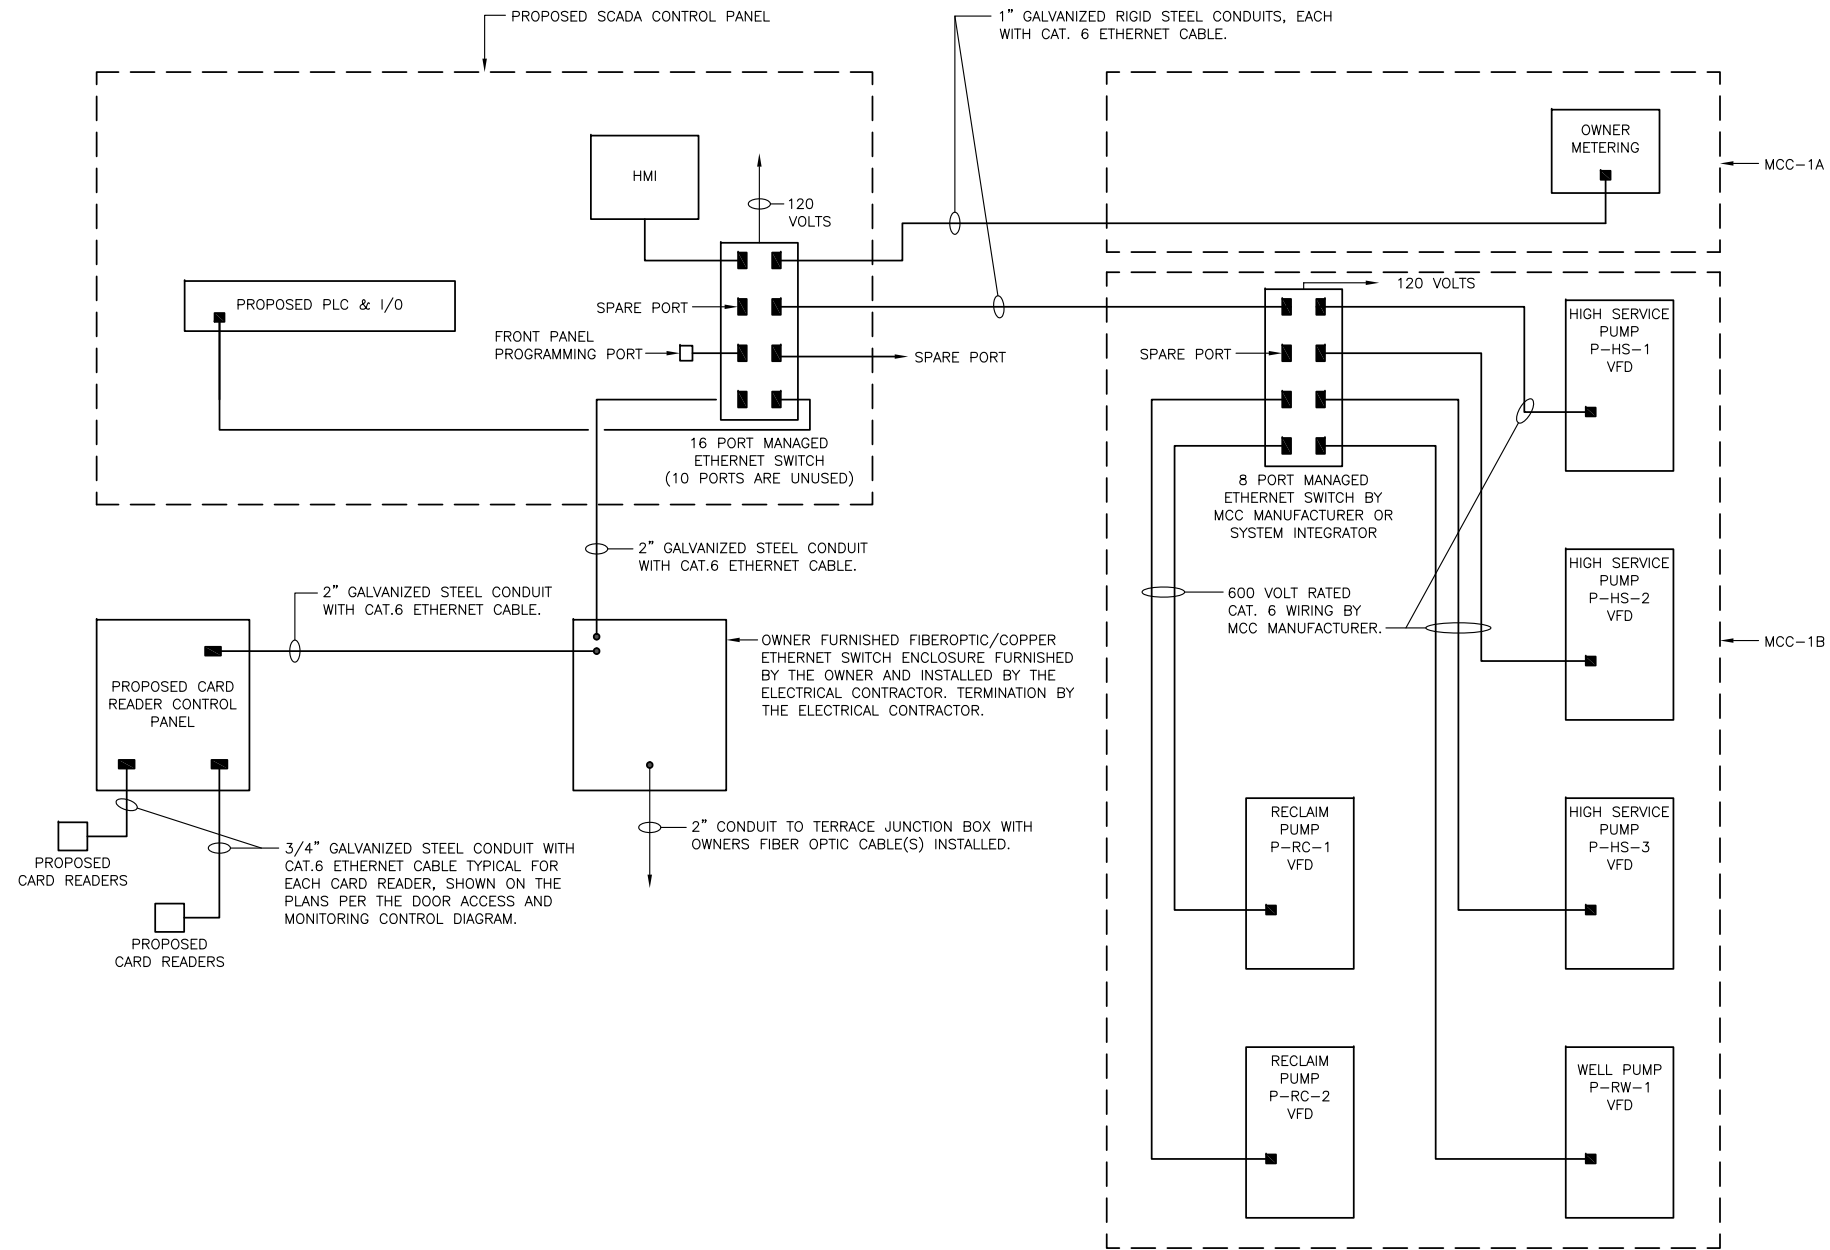 PROPOSED SCADA CONTROL PANEL
1" GALVANIZED RIGID STEEL CONDUITS, EACH
WITH CAT. 6 ETHERNET CABLE.
OWNER
METERING
MCC-1A
HMI
120
VOLTS
PROPOSED PLC & I/O
SPARE PORT
FRONT PANEL
PROGRAMMING PORT
SPARE PORT
16 PORT MANAGED
ETHERNET SWITCH
(10 PORTS ARE UNUSED)
120 VOLTS
SPARE PORT
8 PORT MANAGED
ETHERNET SWITCH BY
MCC MANUFACTURER OR
SYSTEM INTEGRATOR
HIGH SERVICE
PUMP
P-HS-1
VFD
HIGH SERVICE
PUMP
P-HS-2
VFD
600 VOLT RATED
CAT. 6 WIRING BY
MCC MANUFACTURER.
MCC-1B
2" GALVANIZED STEEL CONDUIT
WITH CAT.6 ETHERNET CABLE.
2" GALVANIZED STEEL CONDUIT
WITH CAT.6 ETHERNET CABLE.
OWNER FURNISHED FIBEROPTIC/COPPER
ETHERNET SWITCH ENCLOSURE FURNISHED
BY THE OWNER AND INSTALLED BY THE
ELECTRICAL CONTRACTOR. TERMINATION BY
THE ELECTRICAL CONTRACTOR.
PROPOSED CARD
READER CONTROL
PANEL
2" CONDUIT TO TERRACE JUNCTION BOX WITH
OWNERS FIBER OPTIC CABLE(S) INSTALLED.
PROPOSED
CARD READERS
3/4" GALVANIZED STEEL CONDUIT WITH
CAT.6 ETHERNET CABLE TYPICAL FOR
EACH CARD READER, SHOWN ON THE
PLANS PER THE DOOR ACCESS AND
MONITORING CONTROL DIAGRAM.
PROPOSED
CARD READERS
RECLAIM
PUMP
P-RC-1
VFD
HIGH SERVICE
PUMP
P-HS-3
VFD
RECLAIM
PUMP
P-RC-2
VFD
WELL PUMP
P-RW-1
VFD